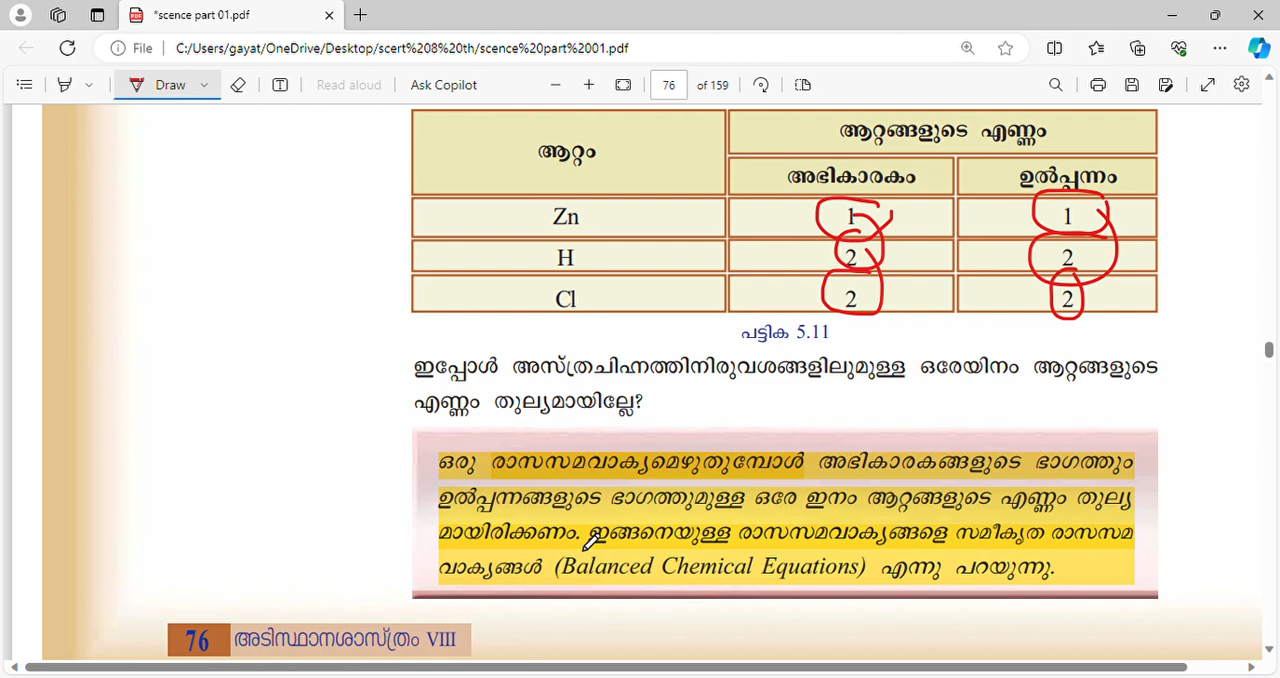 *scence part 01.pdf
File C:/Users/gayat/OneDrive/Desktop/scert%208%20th/scence%20part%2001.pdf
Draw Read aloud Ask Copilot 76 of 159
ആറ്റം ആറ്റങ്ങളുടെ എണ്ണം
അഭികാരകം ഉൽപ്പന്നം
Zn 1 1
H 2 2
Cl 2 2
പട്ടിക 5.11
ഇപ്പോൾ അസ്ത്രചിഹ്നത്തിനിരുവശങ്ങളിലുമുള്ള ഒരേയിനം ആറ്റങ്ങളുടെ
എണ്ണം തുല്യമായില്ലേ?
ഒരു രാസസമവാക്യമെഴുതുമ്പോൾ അഭികാരകങ്ങളുടെ ഭാഗത്തും
ഉൽപ്പന്നങ്ങളുടെ ഭാഗത്തുമുള്ള ഒരേ ഇനം ആറ്റങ്ങളുടെ എണ്ണം തുല്യ
മായിരിക്കണം. ഇങ്ങനെയുള്ള രാസസമവാക്യങ്ങളെ സമീകൃത രാസസമ
വാക്യങ്ങൾ (Balanced Chemical Equations) എന്നു പറയുന്നു.
76 അടിസ്ഥാനശാസ്ത്രം VIII